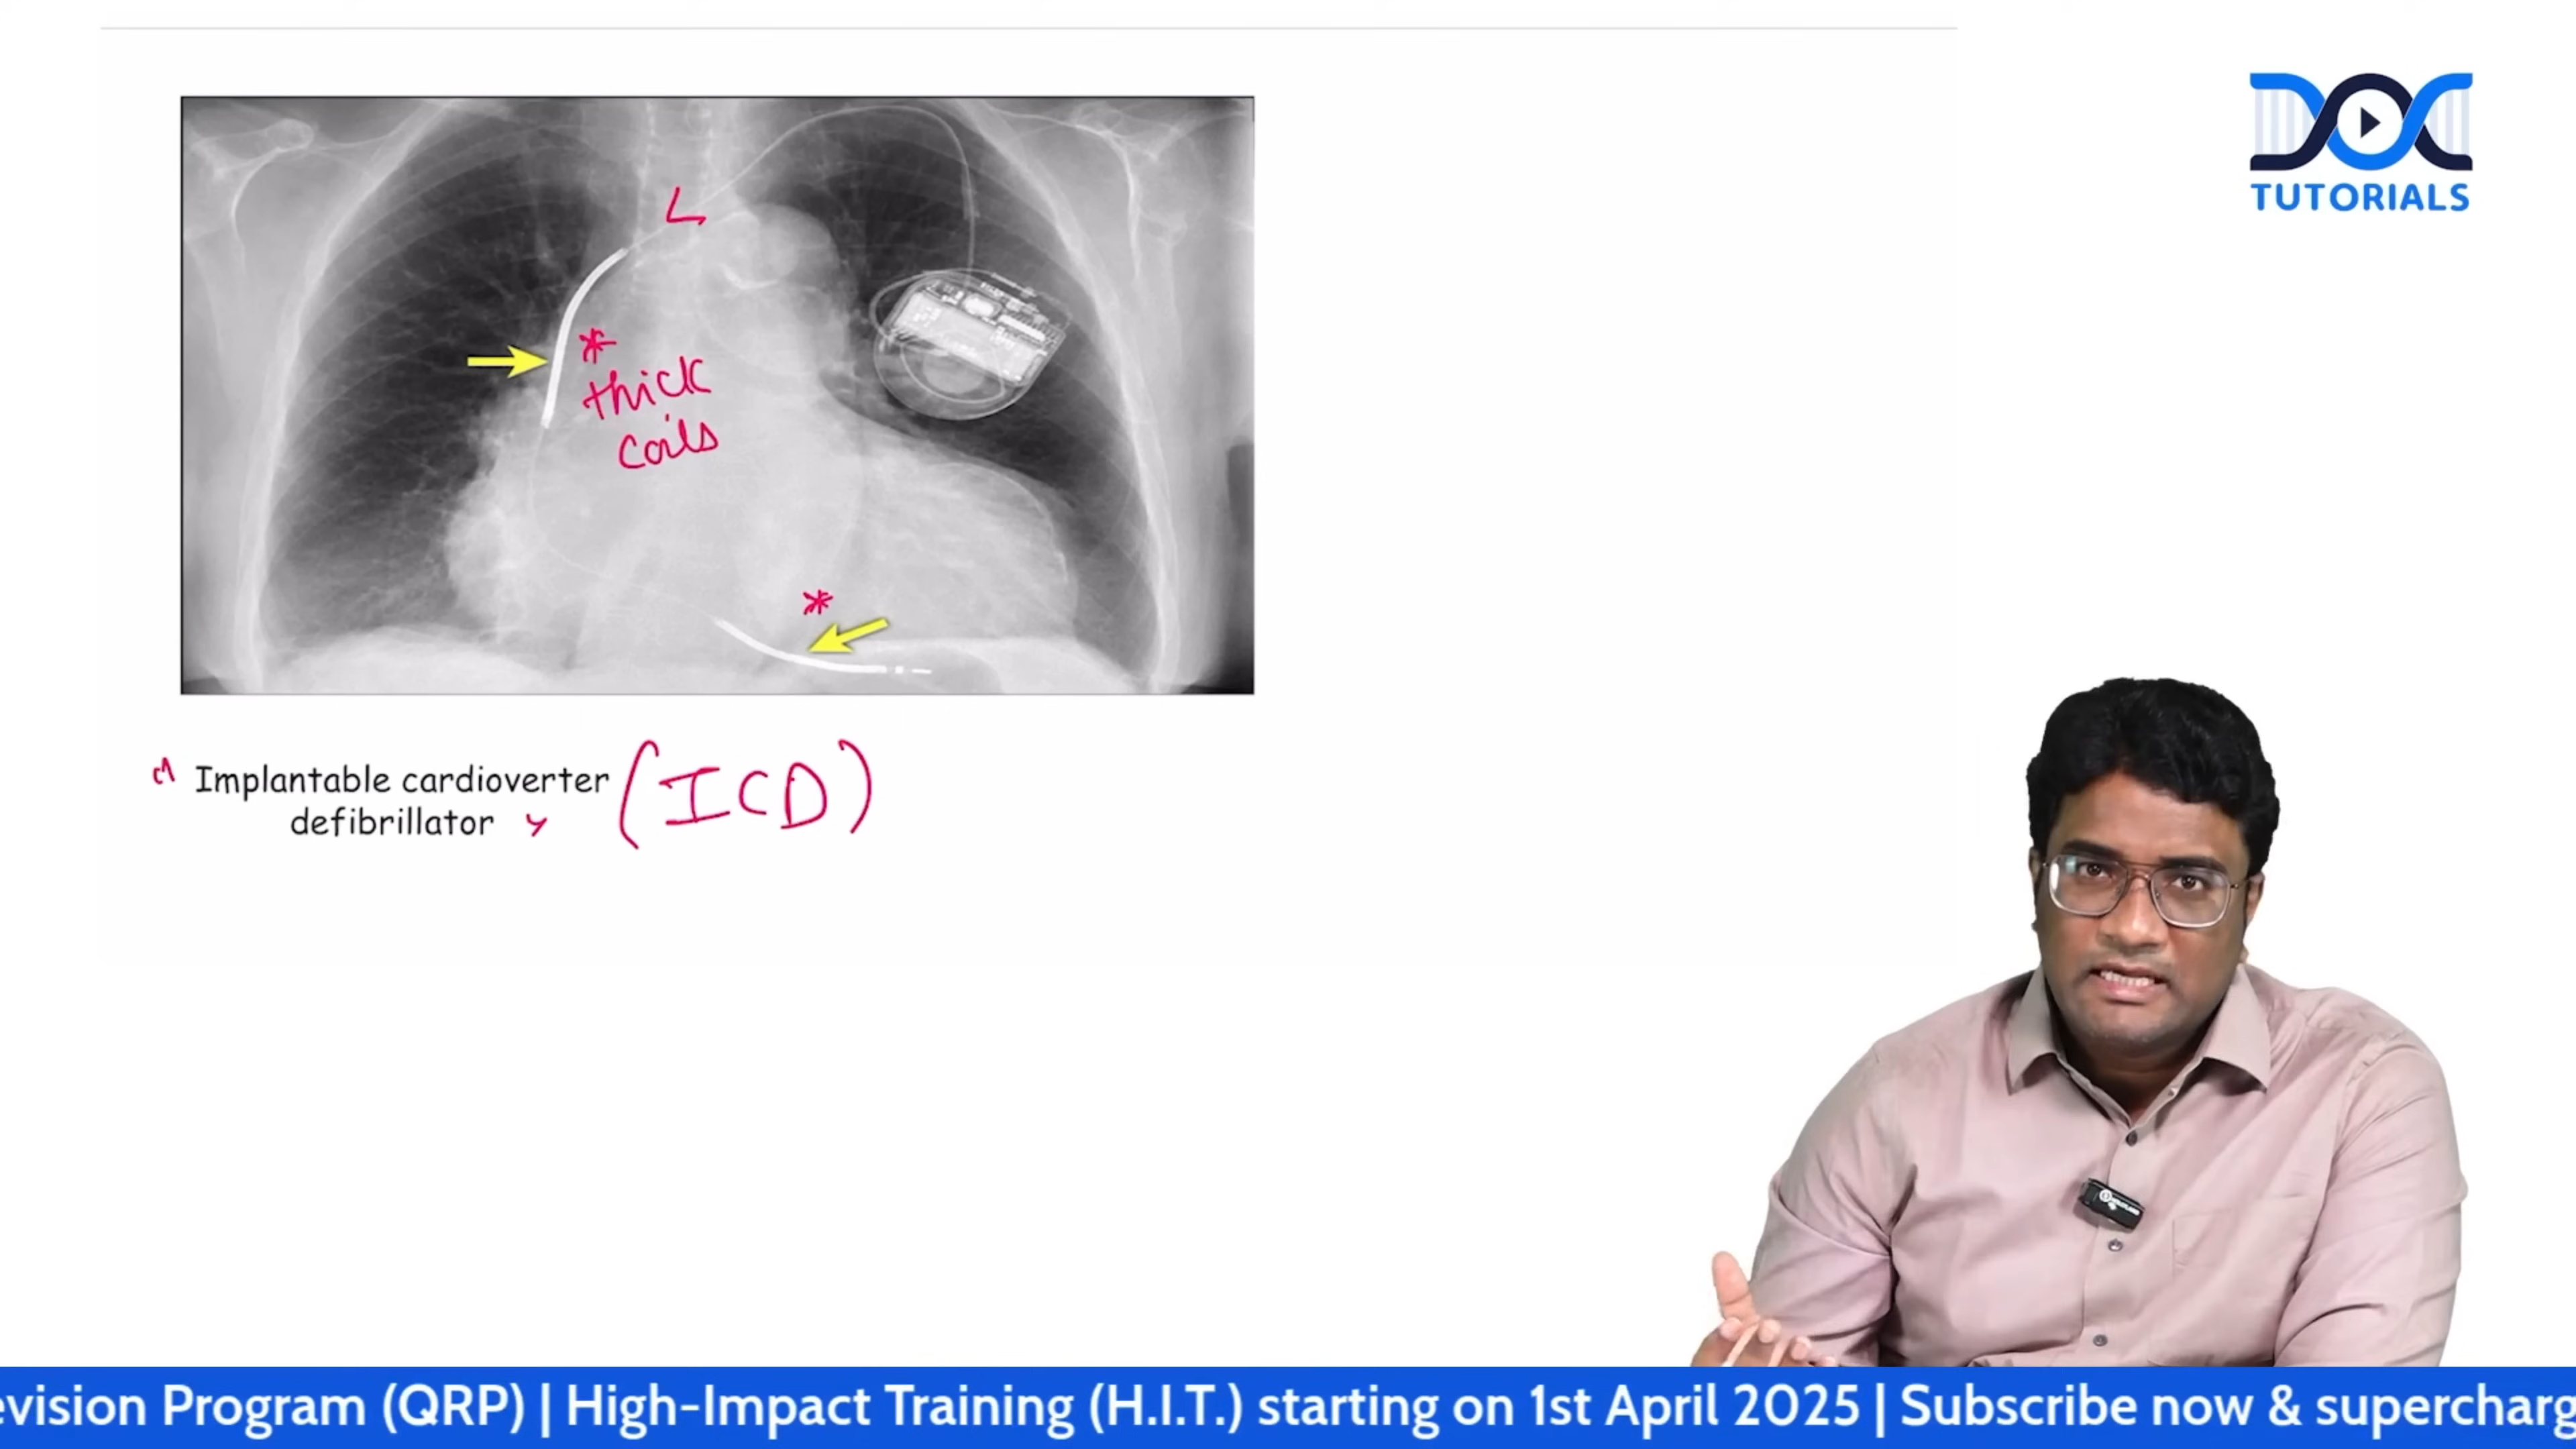 DOC
TUTORIALS
*
thick
coils
*
Implantable cardioverter
defibrillator
(ICD)
evision Program (QRP) | High-Impact Training (H.I.T.) starting on 1st April 2025 | Subscribe now & supercharg